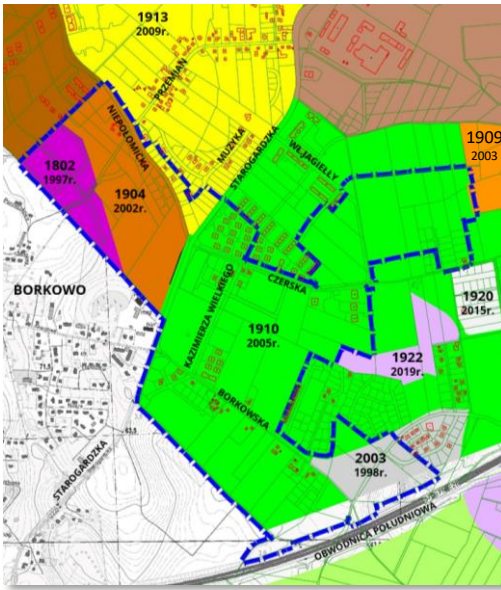 1913
2009r.
PRZEMIAN
NIEPOŁOMICKA
MUZYKA
STAROGARDZKA
WŁ.JAGIEŁŁY
1909
2003
1802
1997r.
1904
2002r.
CZERSKA
BORKOWO
KAZIMIERZA WIELKIEGO
1910
2005r.
1920
2015r.
1922
2019r.
BORKOWSKA
2003
1998r.
STAROGARDZKA
OBWODNICA POŁUDNIOWA